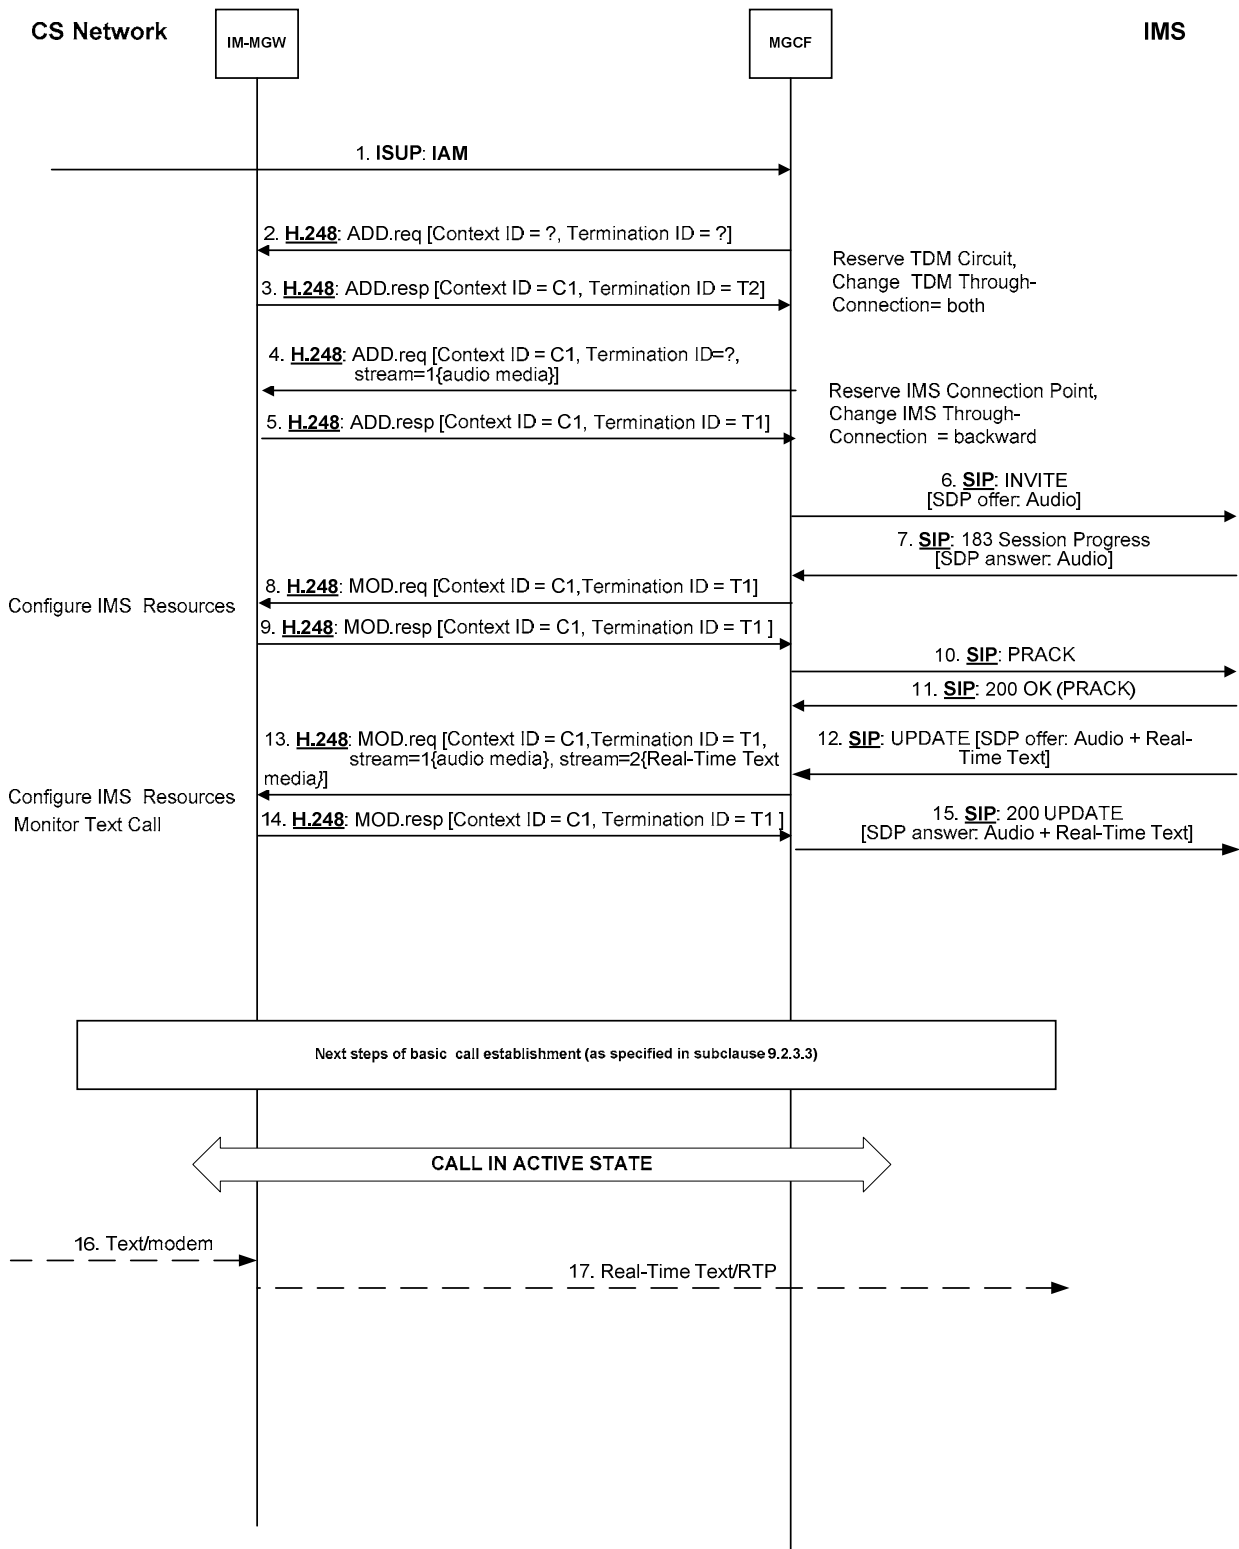 CS Network
IM-MGW
MGCF
IMS
1. ISUP: IAM
2. H.248: ADD.req [Context ID = ?, Termination ID = ?]
Reserve TDM Circuit,
Change TDM Through-
Connection= both
3. H.248: ADD.resp [Context ID = C1, Termination ID = T2]
4. H.248: ADD.req [Context ID = C1, Termination ID=?,
stream=1{audio media}]
Reserve IMS Connection Point,
Change IMS Through-
Connection = backward
5. H.248: ADD.resp [Context ID = C1, Termination ID = T1]
6. SIP: INVITE
[SDP offer: Audio]
7. SIP: 183 Session Progress
[SDP answer: Audio]
8. H.248: MOD.req [Context ID = C1,Termination ID = T1]
Configure IMS Resources
9. H.248: MOD.resp [Context ID = C1, Termination ID = T1 ]
10. SIP: PRACK
11. SIP: 200 OK (PRACK)
12. SIP: UPDATE [SDP offer: Audio + Real-
Time Text]
13. H.248: MOD.req [Context ID = C1,Termination ID = T1,
stream=1{audio media}, stream=2{Real-Time Text
media}]
Configure IMS Resources
Monitor Text Call
14. H.248: MOD.resp [Context ID = C1, Termination ID = T1 ]
15. SIP: 200 UPDATE
[SDP answer: Audio + Real-Time Text]
Next steps of basic call establishment (as specified in subclause 9.2.3.3)
CALL IN ACTIVE STATE
16. Text/modem
17. Real-Time Text/RTP